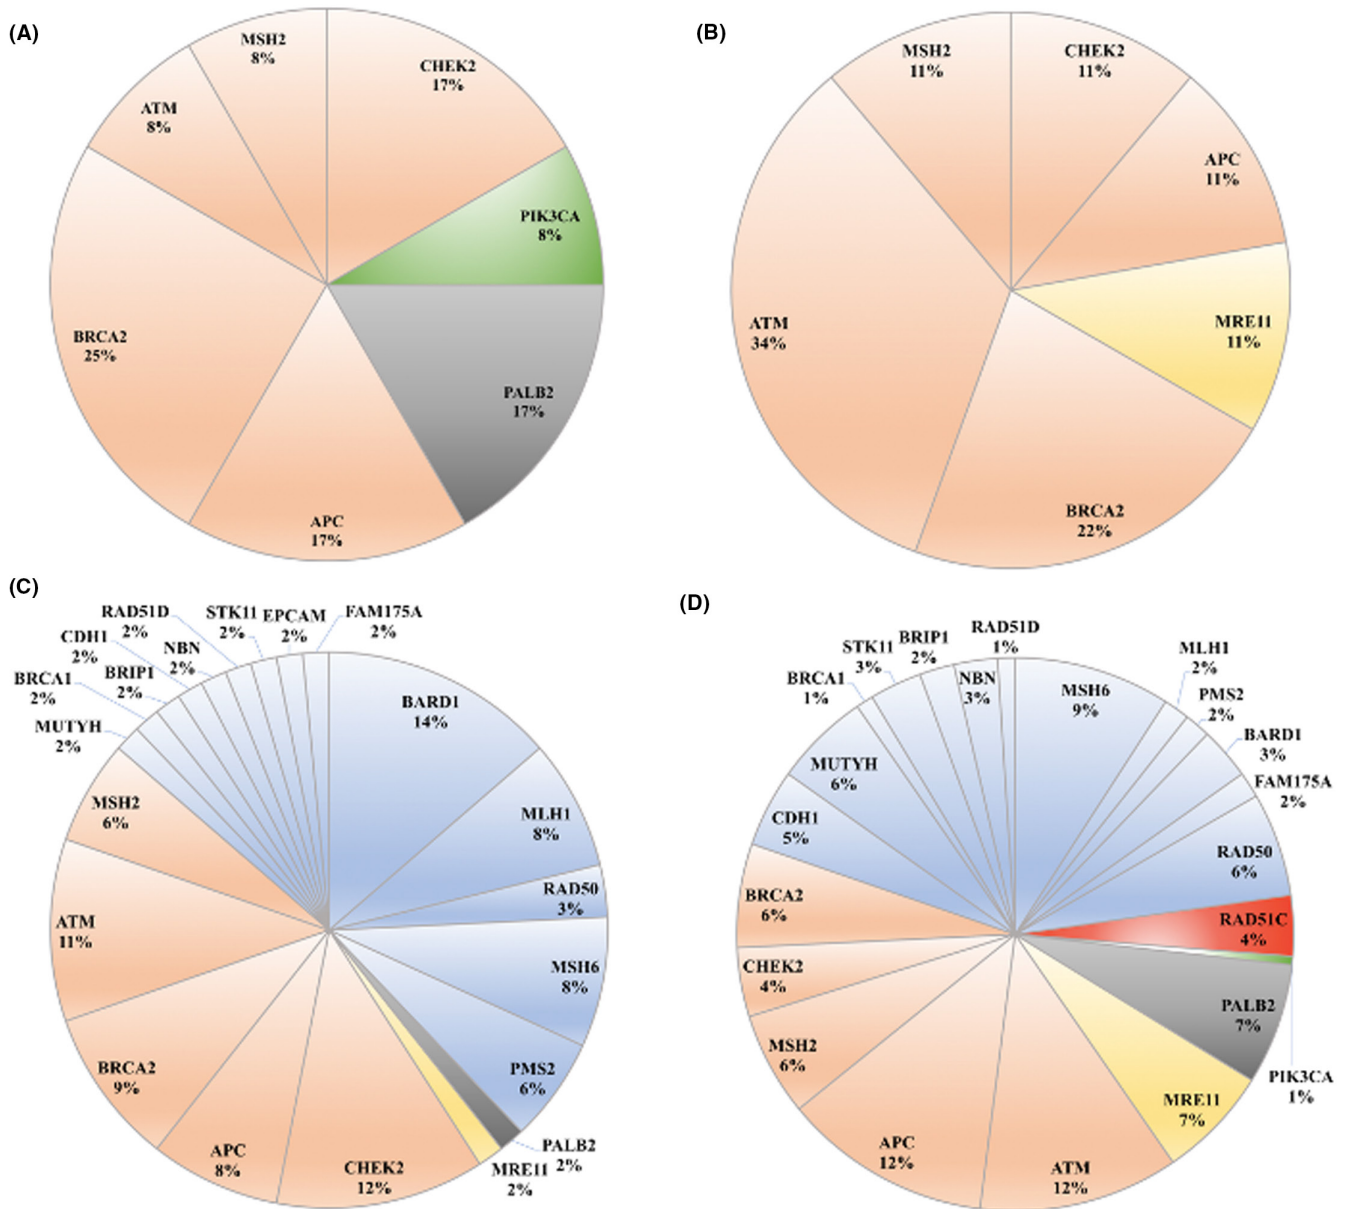 (A)
MSH2
8%
CHEK2
17%
ATM
8%
PIK3CA
8%
BRCA2
25%
PALB2
17%
APC
17%
(B)
MSH2
11%
CHEK2
11%
APC
11%
ATM
34%
MRE11
11%
BRCA2
22%
(C)
RAD51D
2%
STK11
2%
EPCAM
2%
FAM175A
2%
CDH1
2%
NBN
2%
BRCA1
2%
BRIP1
2%
MUTYH
2%
BARD1
14%
MSH2
6%
MLH1
8%
RAD50
3%
ATM
11%
MSH6
8%
BRCA2
9%
PMS2
6%
APC
8%
CHEK2
12%
MRE11
2%
PALB2
2%
(D)
RAD51D
1%
BRIP1
2%
STK11
3%
BRCA1
1%
NBN
3%
MSH6
9%
MLH1
2%
PMS2
2%
BARD1
3%
FAM175A
2%
MUTYH
6%
CDH1
5%
RAD50
6%
BRCA2
6%
RAD51C
4%
CHEK2
4%
PALB2
7%
MSH2
6%
PIK3CA
1%
MRE11
7%
APC
12%
ATM
12%